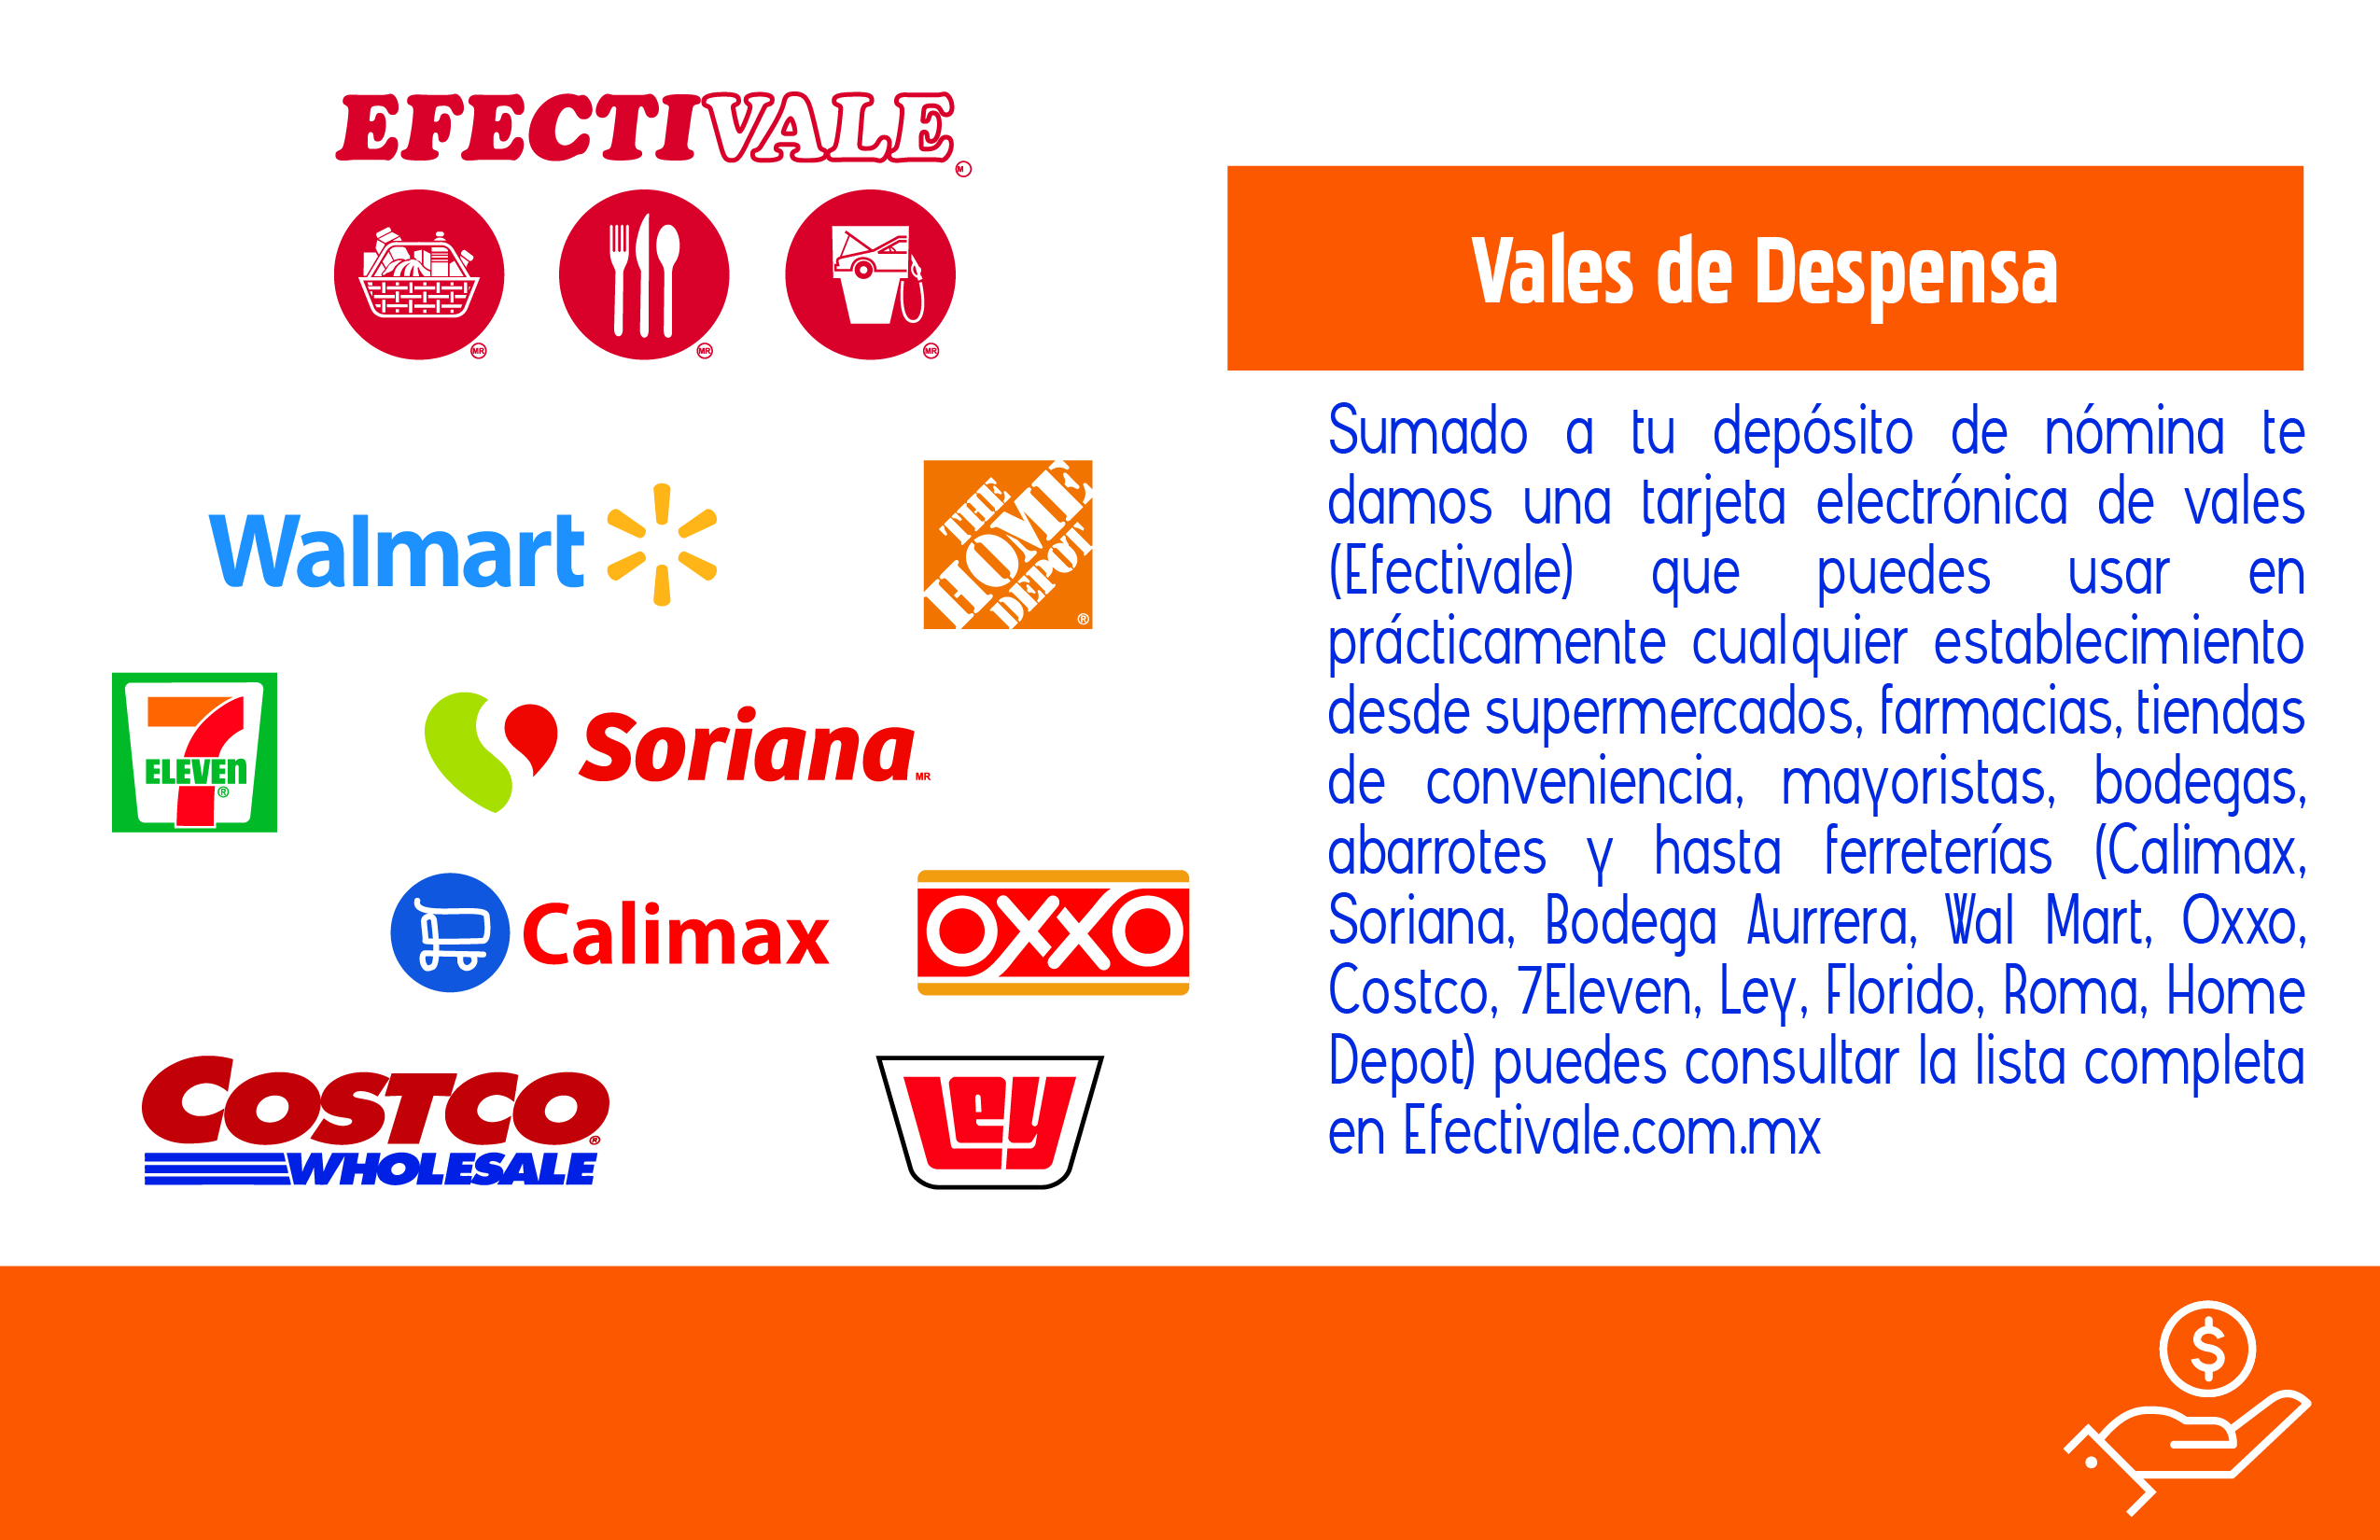 EFECTIVALE
M
MR
MR
MR
Walmart
THE
HOME
DEPOT
®
7
ELEVEN
®
Soriana
MR
Calimax
OXXO
COSTCO
®
WHOLESALE
Ley
Vales de Despensa
Sumado a tu depósito de nómina te
damos una tarjeta electrónica de vales
(Efectivale) que puedes usar en
prácticamente cualquier establecimiento
desde supermercados, farmacias, tiendas
de conveniencia, mayoristas, bodegas,
abarrotes y hasta ferreterías (Calimax,
Soriana, Bodega Aurrera, Wal Mart, Oxxo,
Costco, 7Eleven, Ley, Florido, Roma, Home
Depot) puedes consultar la lista completa
en Efectivale.com.mx
$